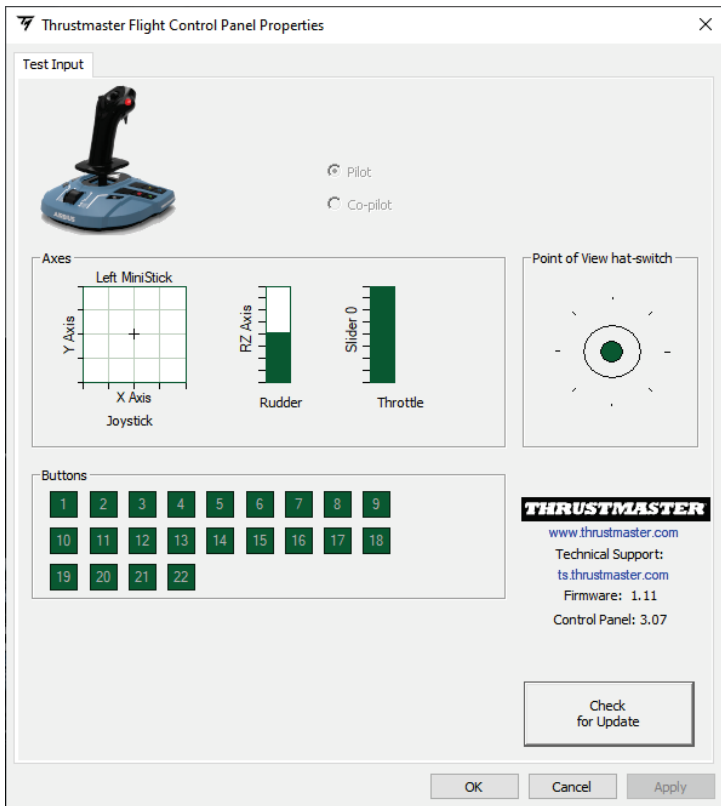 Thrustmaster Flight Control Panel Properties
Test Input
AIRBUS
Pilot
Co-pilot
Axes
Left MiniStick
Y Axis
X Axis
Joystick
RZ Axis
Rudder
Slider 0
Throttle
Point of View hat-switch
Buttons
1 2 3 4 5 6 7 8 9
10 11 12 13 14 15 16 17 18
19 20 21 22
THRUSTMASTER
www.thrustmaster.com
Technical Support:
ts.thrustmaster.com
Firmware: 1.11
Control Panel: 3.07
Check
for Update
OK Cancel Apply